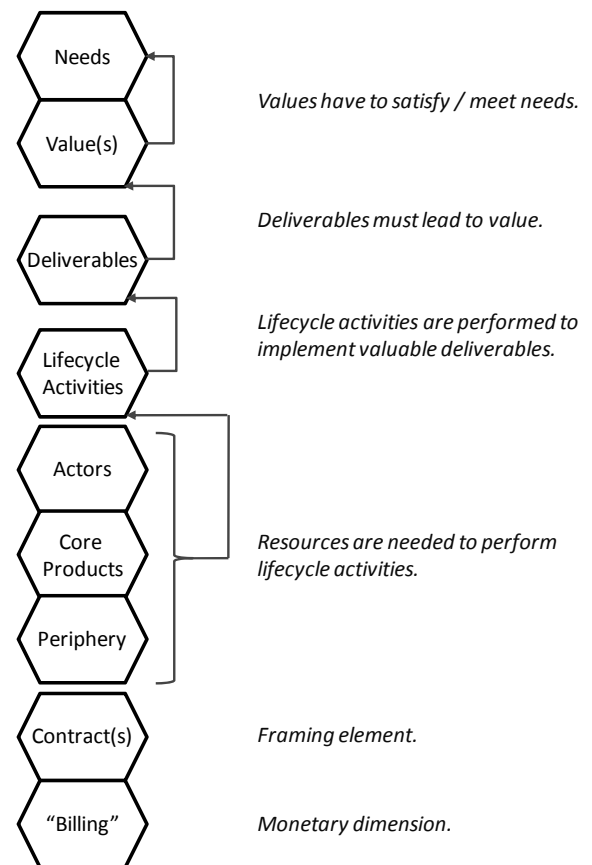 Needs
Values have to satisfy / meet needs.
Value(s)
Deliverables must lead to value.
Deliverables
Lifecycle activities are performed to
implement valuable deliverables.
Lifecycle
Activities
Actors
Core
Products
Resources are needed to perform
lifecycle activities.
Periphery
Contract(s)
Framing element.
“Billing”
Monetary dimension.